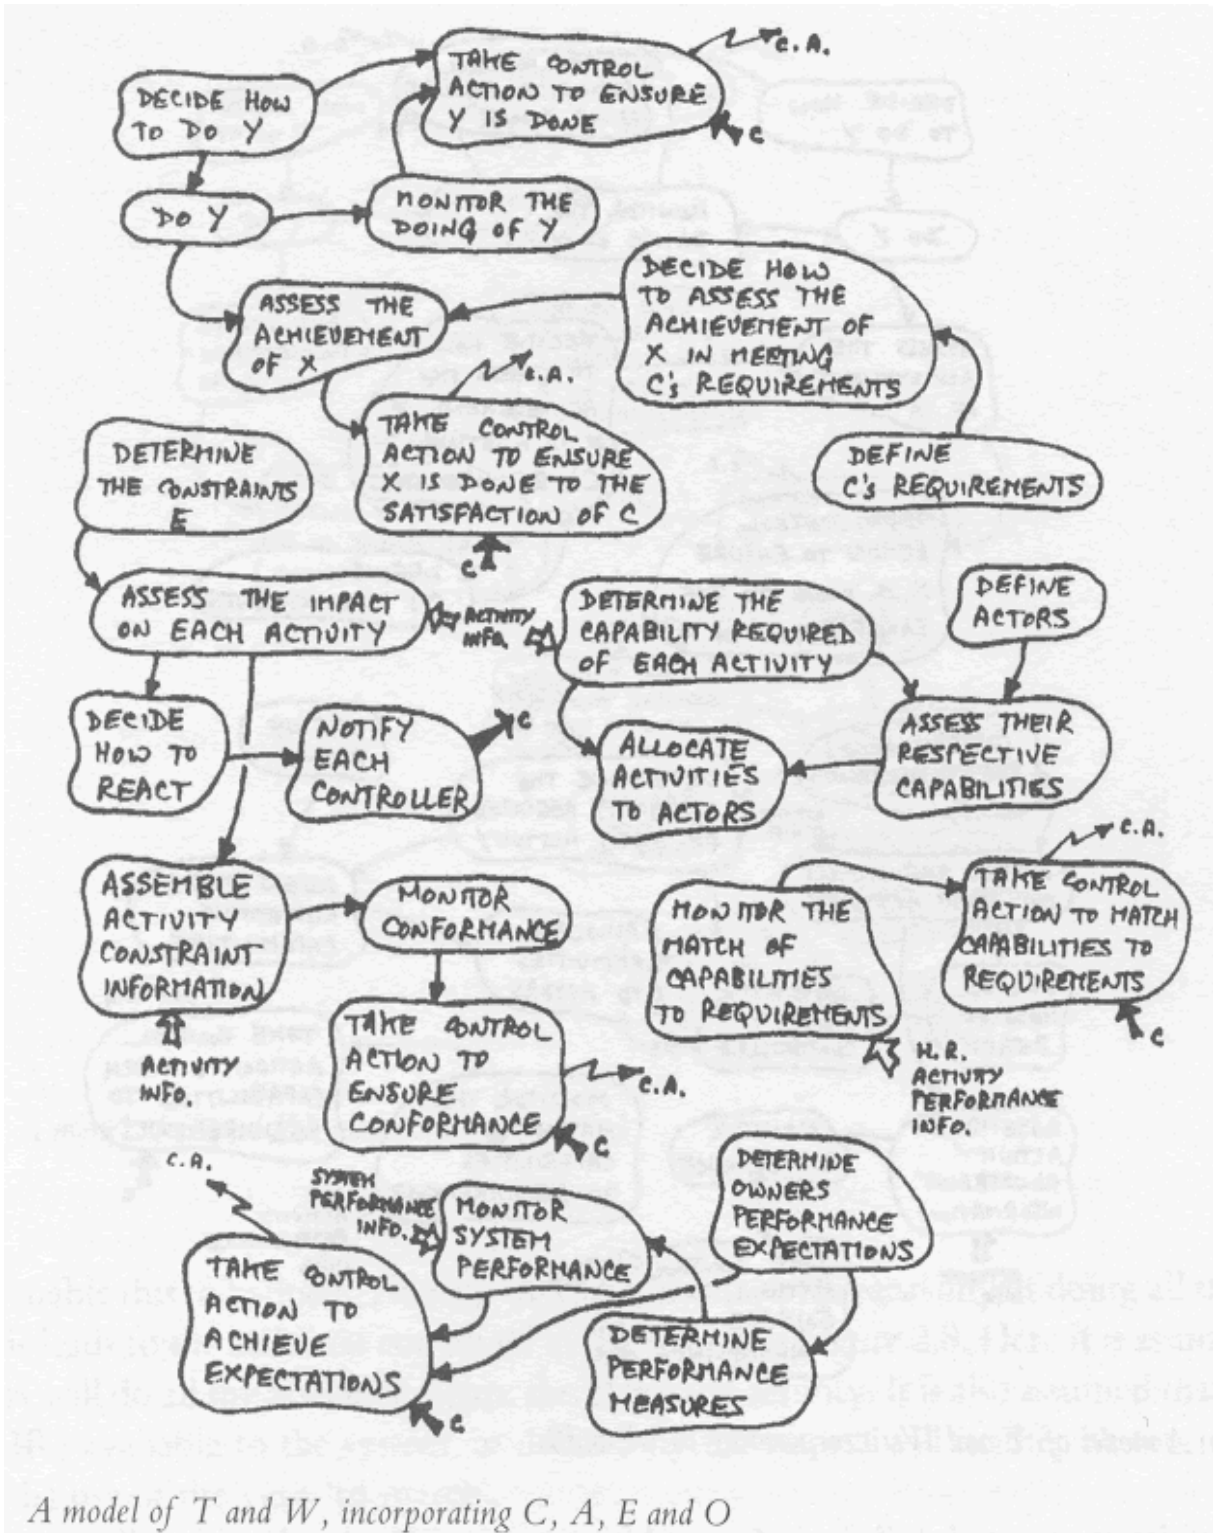 C.A.
TAKE CONTROL
ACTION TO ENSURE
Y IS DONE
C
DECIDE HOW
TO DO Y
DO Y
MONITOR THE
DOING OF Y
DECIDE HOW
TO ASSESS THE
ACHIEVEMENT OF
X IN MEETING
C's REQUIREMENTS
ASSESS THE
ACHIEVEMENT
OF X
C.A.
TAKE CONTROL
ACTION TO ENSURE
X IS DONE TO THE
SATISFACTION OF C
C
DEFINE
C's REQUIREMENTS
DETERMINE
THE CONSTRAINTS
E
ASSESS THE IMPACT
ON EACH ACTIVITY
ACTIVITY
INFO.
DETERMINE THE
CAPABILITY REQUIRED
OF EACH ACTIVITY
DEFINE
ACTORS
DECIDE
HOW TO
REACT
NOTIFY
EACH
CONTROLLER
C
ALLOCATE
ACTIVITIES
TO ACTORS
ASSESS THEIR
RESPECTIVE
CAPABILITIES
ASSEMBLE
ACTIVITY
CONSTRAINT
INFORMATION
ACTIVITY
INFO.
MONITOR
CONFORMANCE
MONITOR THE
MATCH OF
CAPABILITIES
TO REQUIREMENTS
C.A.
TAKE CONTROL
ACTION TO MATCH
CAPABILITIES TO
REQUIREMENTS
C
H.R.
ACTIVITY
PERFORMANCE
INFO.
TAKE CONTROL
ACTION TO
ENSURE
CONFORMANCE
C.A.
C
C.A.
SYSTEM
PERFORMANCE
INFO.
MONITOR
SYSTEM
PERFORMANCE
DETERMINE
OWNERS
PERFORMANCE
EXPECTATIONS
TAKE CONTROL
ACTION TO
ACHIEVE
EXPECTATIONS
C
DETERMINE
PERFORMANCE
MEASURES
A model of T and W, incorporating C, A, E and O